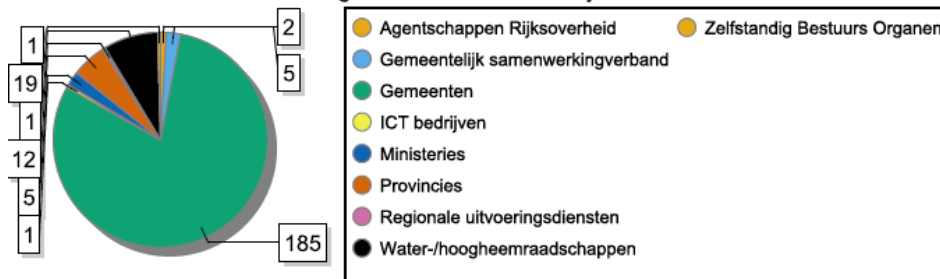 1
19
1
12
5
1
2
5
185
Agentschappen Rijksoverheid
Zelfstandig Bestuurs Organen
Gemeentelijk samenwerkingverband
Gemeenten
ICT bedrijven
Ministeries
Provincies
Regionale uitvoeringsdiensten
Water-/hoogheemraadschappen